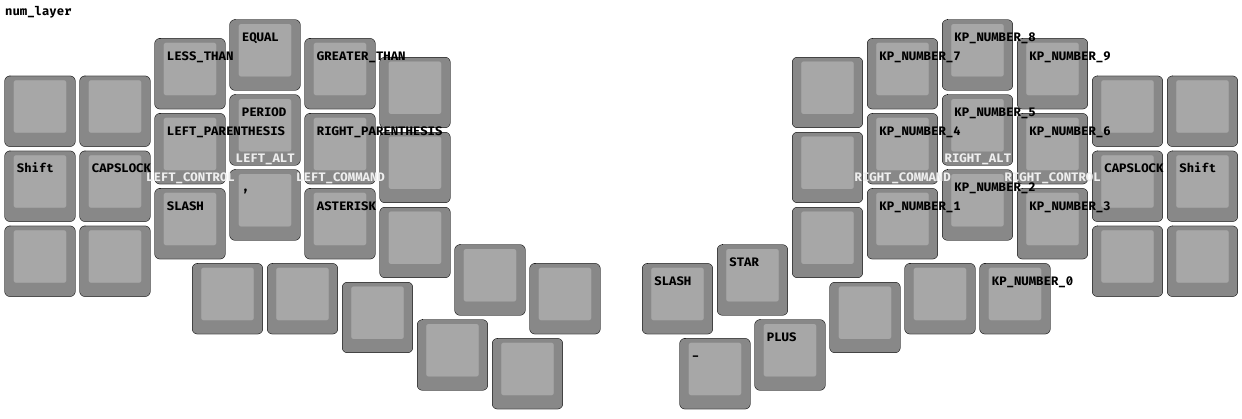 num_layer
EQUAL
KP_NUMBER_8
LESS_THAN
GREATER_THAN
KP_NUMBER_7
KP_NUMBER_9
PERIOD
KP_NUMBER_5
LEFT_PARENTHESIS
RIGHT_PARENTHESIS
KP_NUMBER_4
KP_NUMBER_6
LEFT_ALT
RIGHT_ALT
Shift
CAPSLOCK
CAPSLOCK
Shift
LEFT_CONTROL
LEFT_COMMAND
RIGHT_COMMAND
RIGHT_CONTROL
,
KP_NUMBER_2
SLASH
ASTERISK
KP_NUMBER_1
KP_NUMBER_3
STAR
SLASH
KP_NUMBER_0
PLUS
-